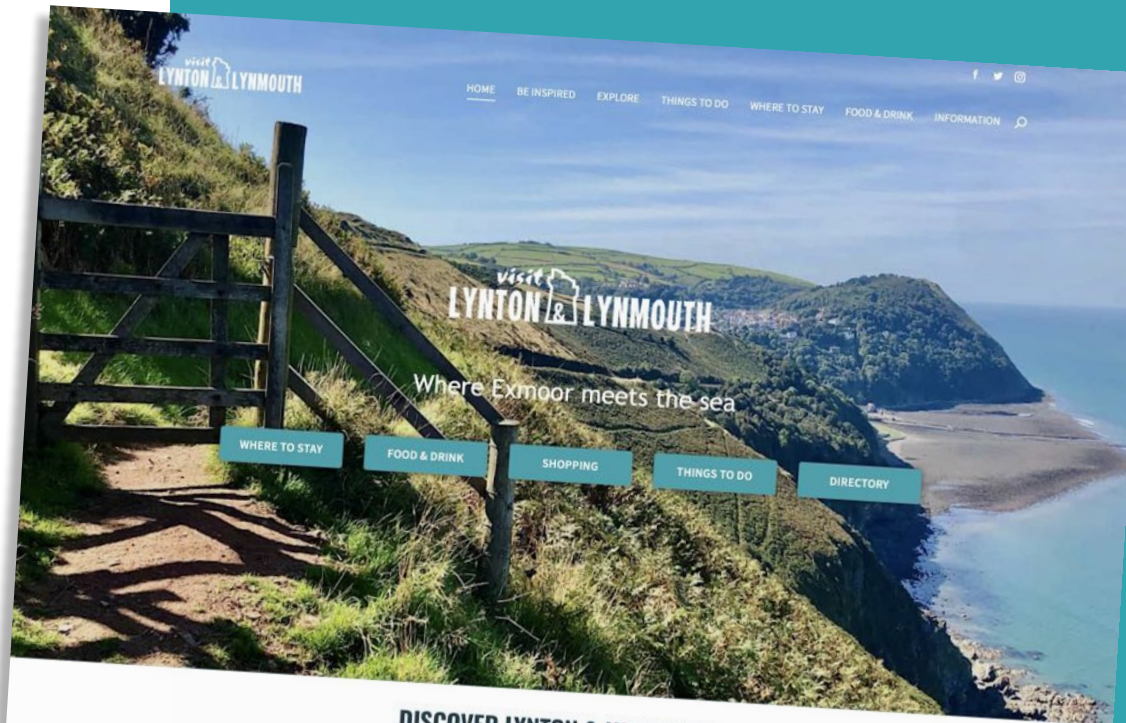 visit
LYNTON & LYNMOUTH
HOME BE INSPIRED EXPLORE THINGS TO DO WHERE TO STAY FOOD & DRINK INFORMATION
visit
LYNTON & LYNMOUTH
Where Exmoor meets the sea
WHERE TO STAY FOOD & DRINK SHOPPING THINGS TO DO DIRECTORY
DISCOVER LYNTON &